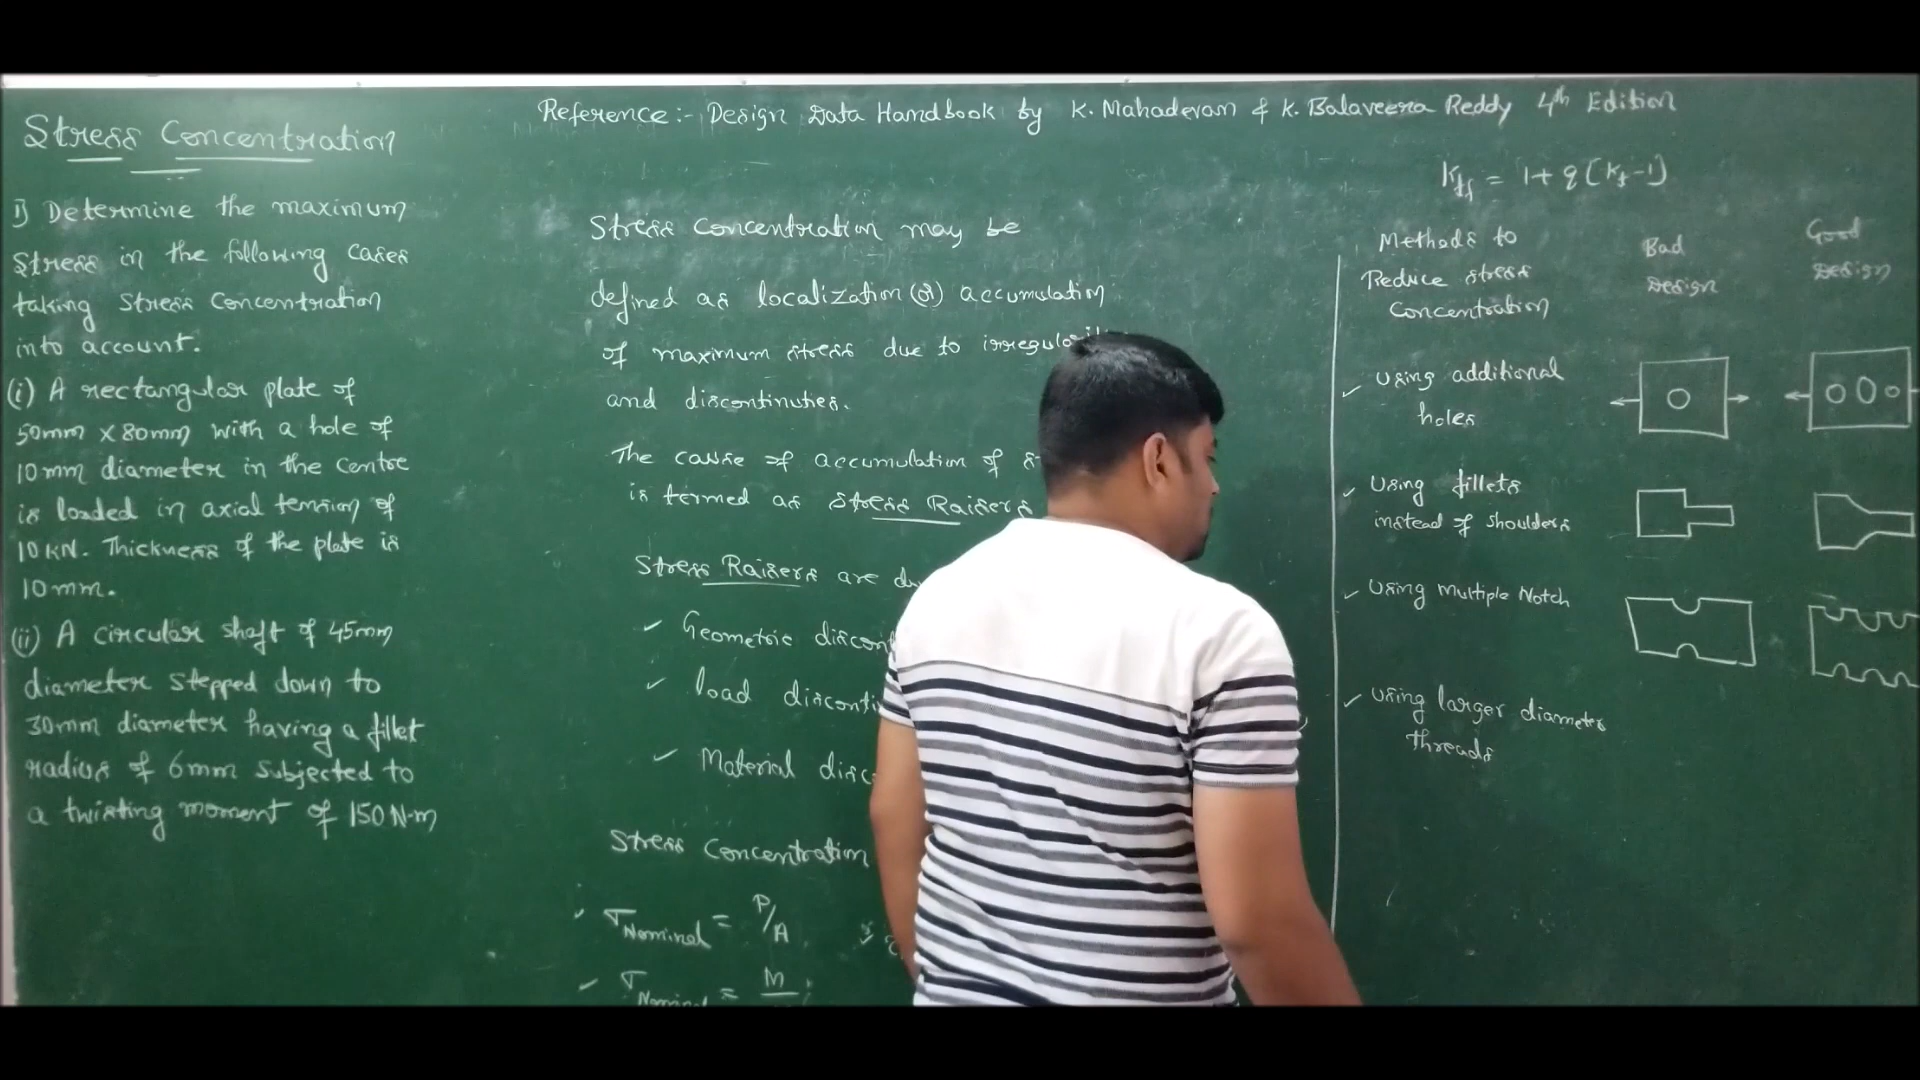 Stress Concentration
Reference:- Design Data Handbook by K. Mahadevan & K. Balaveera Reddy 4th Edition
1) Determine the maximum
stress in the following cases
taking stress concentration
into account.
(i) A rectangular plate of
50mm x 80mm with a hole of
10mm diameter in the centre
is loaded in axial tension of
10kN. Thickness of the plate is
10mm.
(ii) A circular shaft of 45mm
diameter stepped down to
30mm diameter having a fillet
radius of 6mm subjected to
a twisting moment of 150 N-m
Stress Concentration may be
defined as localization (or) accumulation
of maximum stress due to
and discontinuties.
The cause of accumulation of
is termed as Stress Raisers
Stress Raisers are
Geometric
load
Material
Stress Concentration
σNominal = P/A
σNominal = M
Ktf = 1+q(Kt-1)
Methods to
Reduce stress
Concentration
Bad
Design
Good
Design
✓ Using additional
holes
✓ Using fillets
instead of shoulders
✓ Using multiple Notch
✓ Using larger diameter
threads